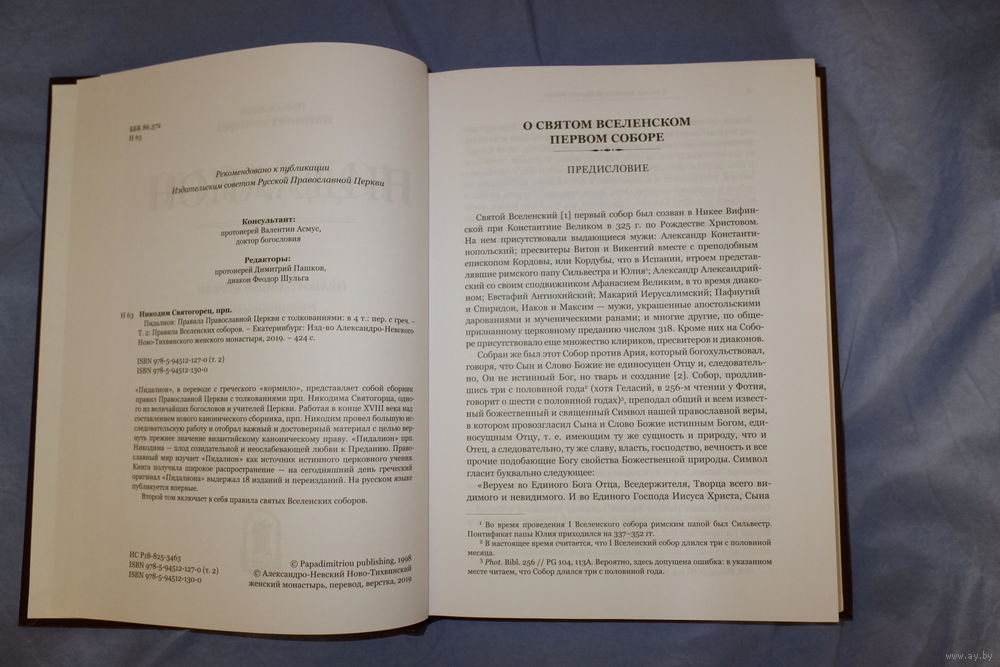 ББК 86.372
Н 63
Рекомендовано к публикации
Издательским советом Русской Православной Церкви
Консультант:
протоиерей Валентин Асмус,
доктор богословия
Редакторы:
протоиерей Димитрий Пашков,
диакон Феодор Шульга
Н 63 Никодим Святогорец, прп.
Пидалион: Правила Православной Церкви с толкованиями: в 4 т.: пер. с греч. –
Т. 2: Правила Вселенских соборов. – Екатеринбург: Изд-во Александро-Невского
Ново-Тихвинского женского монастыря, 2019. – 424 с.
ISBN 978-5-94512-127-0 (т. 2)
ISBN 978-5-94512-130-0
«Пидалион», в переводе с греческого «кормило», представляет собой сборник
правил Православной Церкви с толкованиями прп. Никодима Святогорца, одно-
го из величайших богословов и учителей Церкви. Работая в конце XVIII века над
составлением нового канонического сборника, прп. Никодим провел большую ис-
следовательскую работу и отобрал важный и достоверный материал с целью вер-
нуть прежнее значение византийскому каноническому праву. «Пидалион» прп.
Никодима — плод созидательной и неослабевающей любви к Преданию. Право-
славный мир изучает «Пидалион» как источник истинного церковного учения.
Книга получила широкое распространение — на сегодняшний день греческий
оригинал «Пидалиона» выдержал 18 изданий и переизданий. На русском языке
публикуется впервые.
Второй том включает в себя правила святых Вселенских соборов.
ИС Р18-825-3463
ISBN 978-5-94512-127-0 (т. 2)
ISBN 978-5-94512-130-0
© Papadimitriou publishing, 1998
© Александро-Невский Ново-Тихвинский
женский монастырь, перевод, верстка, 2019
О СВЯТОМ ВСЕЛЕНСКОМ
ПЕРВОМ СОБОРЕ
ПРЕДИСЛОВИЕ
Святой Вселенский [1] первый собор был созван в Никее Вифин-
ской при Константине Великом в 325 г. по Рождестве Христовом.
На нем присутствовали выдающиеся мужи: Александр Константи-
нопольский; пресвитеры Витон и Викентий вместе с преподобным
епископом Кордовы, или Кордубы, что в Испании, втроем представ-
лявшие римского папу Сильвестра и Юлия¹; Александр Александрий-
ский со своим сподвижником Афанасием Великим, в то время диако-
ном; Евстафий Антиохийский; Макарий Иерусалимский; Пафнутий
и Спиридон, Иаков и Максим — мужи, украшенные апостольскими
дарованиями и мученическими ранами; и многие другие, по обще-
признанному церковному преданию числом 318. Кроме них на Собо-
ре присутствовало еще множество клириков, пресвитеров и диаконов.
Собран же был этот Собор против Ария, который богохульствовал,
говоря, что Сын и Слово Божие не единосущен Отцу и, следователь-
но, Он не истинный Бог, но тварь и создание [2]. Собор, продлив-
шись три с половиной года² (хотя Геласий, в 256-м чтении у Фотия,
говорит о шести с половиной годах)³, преподал общий и всем извест-
ный божественный и священный Символ нашей православной веры,
в котором провозгласил Сына и Слово Божие истинным Богом, еди-
носущным Отцу, т. е. имеющим ту же сущность и природу, что и
Отец, а следовательно, ту же славу, власть, господство, вечность и все
прочие подобающие Богу свойства Божественной природы. Символ
гласит буквально следующее:
«Веруем во Единого Бога Отца, Вседержителя, Творца всего ви-
димого и невидимого. И во Единого Господа Иисуса Христа, Сына
¹ Во время проведения I Вселенского собора римским папой был Сильвестр.
Понтификат папы Юлия приходился на 337–352 гг.
² В настоящее время считается, что I Вселенский собор длился три с половиной
месяца.
³ Phot. Bibl. 256 // PG 104, 113A. Вероятно, здесь допущена ошибка: в указанном
месте читаем, что Собор длился три с половиной года.
www.ay.by